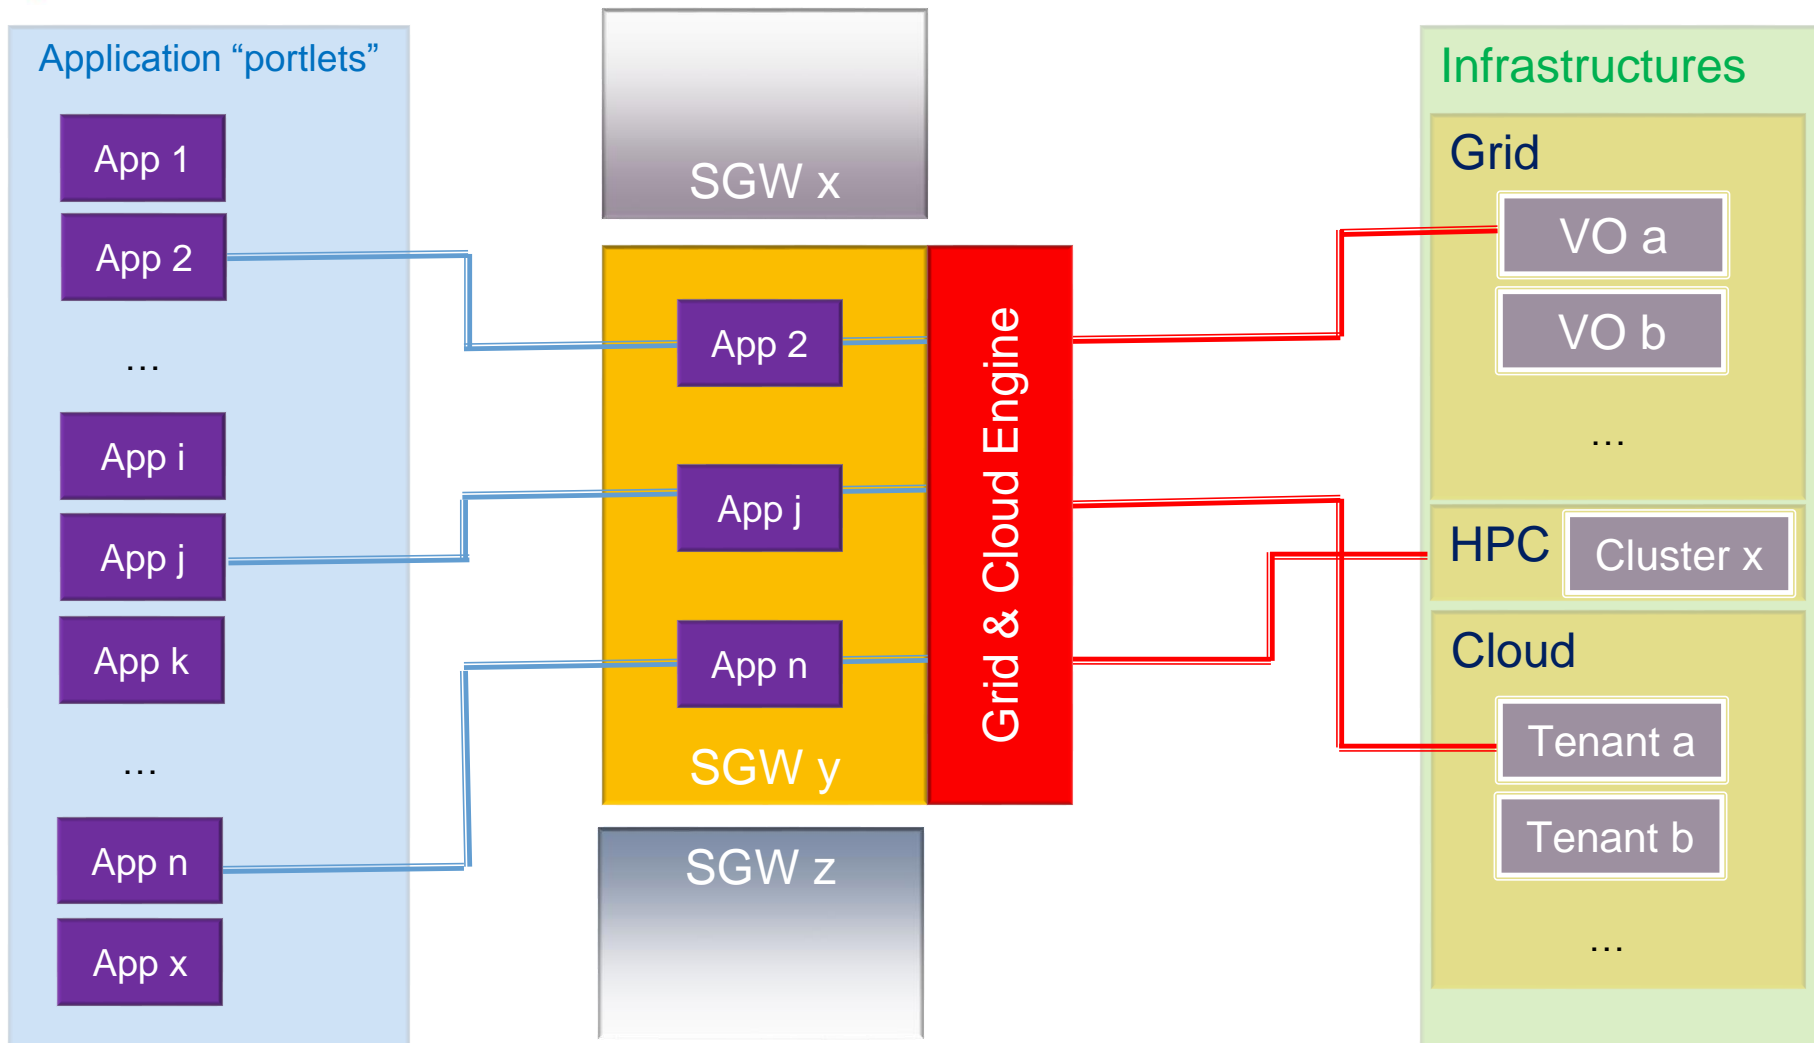 Application “portlets”
App 1
App 2
...
App i
App j
App k
...
App n
App x
SGW x
App 2
App j
App n
SGW y
Grid & Cloud Engine
SGW z
Infrastructures
Grid
VO a
VO b
...
HPC
Cluster x
Cloud
Tenant a
Tenant b
...